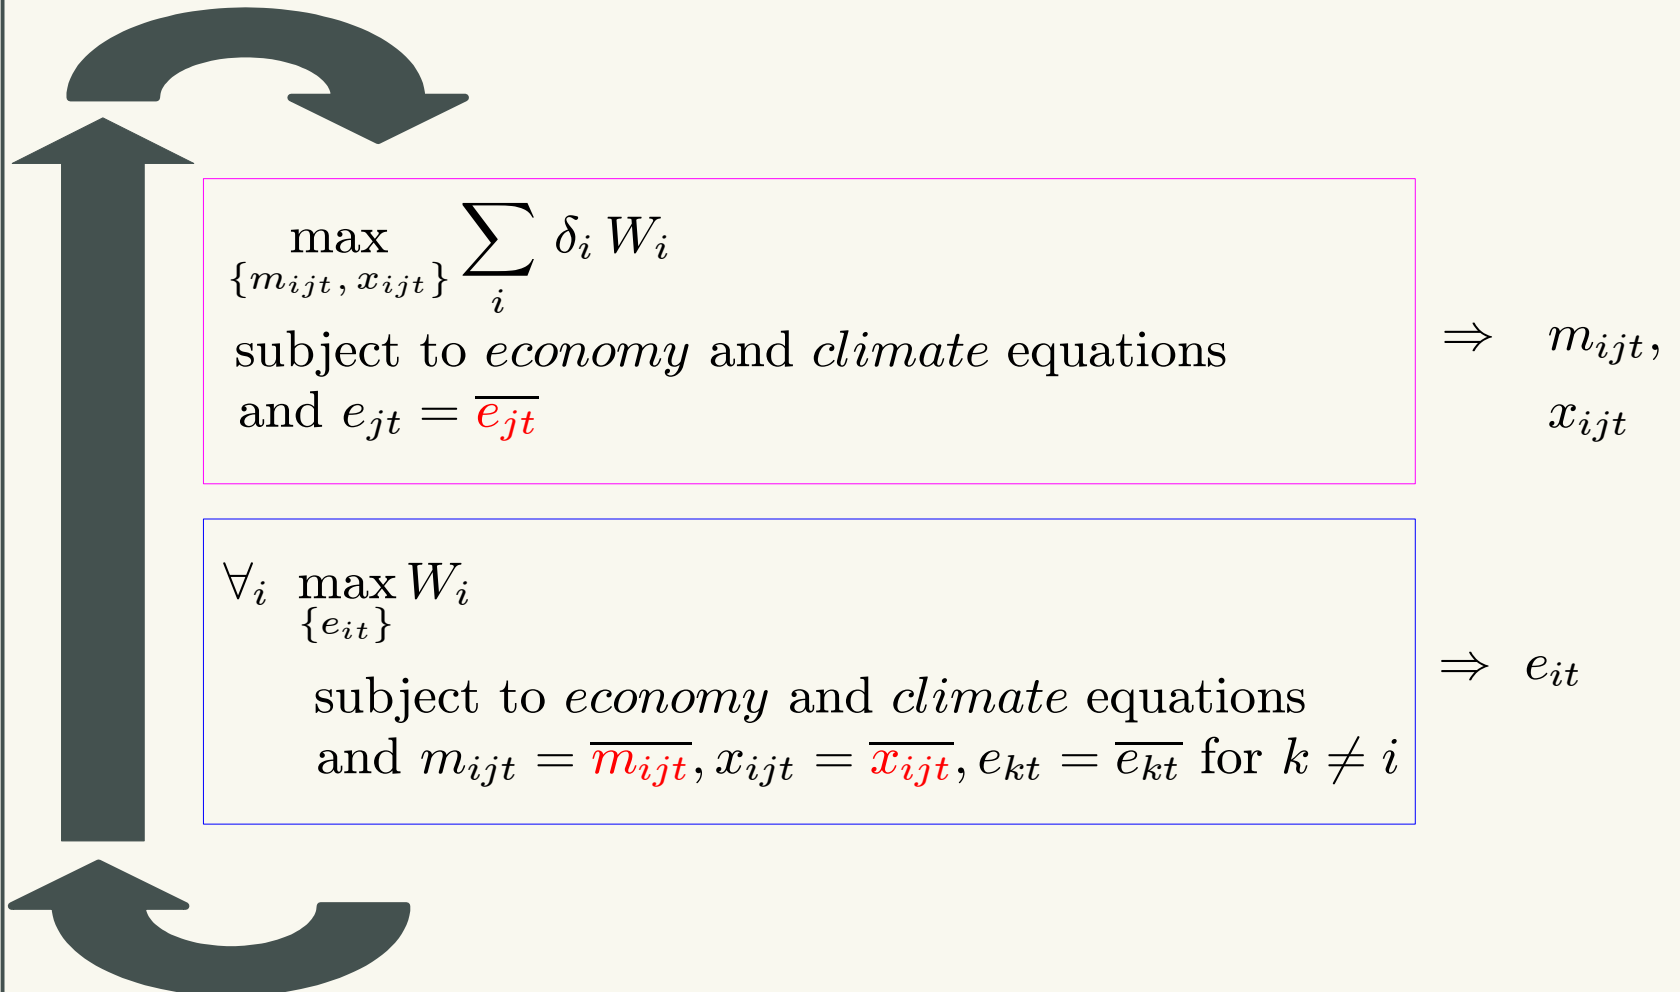 max_{\{m_{ijt}, x_{ijt}\}} ∑_i δ_i W_i
subject to economy and climate equations
and e_{jt} = \overline{e_{jt}}
⇒ m_{ijt},
x_{ijt}
∀_i max_{\{e_{it}\}} W_i
subject to economy and climate equations
and m_{ijt} = \overline{m_{ijt}}, x_{ijt} = \overline{x_{ijt}}, e_{kt} = \overline{e_{kt}} for k ≠ i
⇒ e_{it}